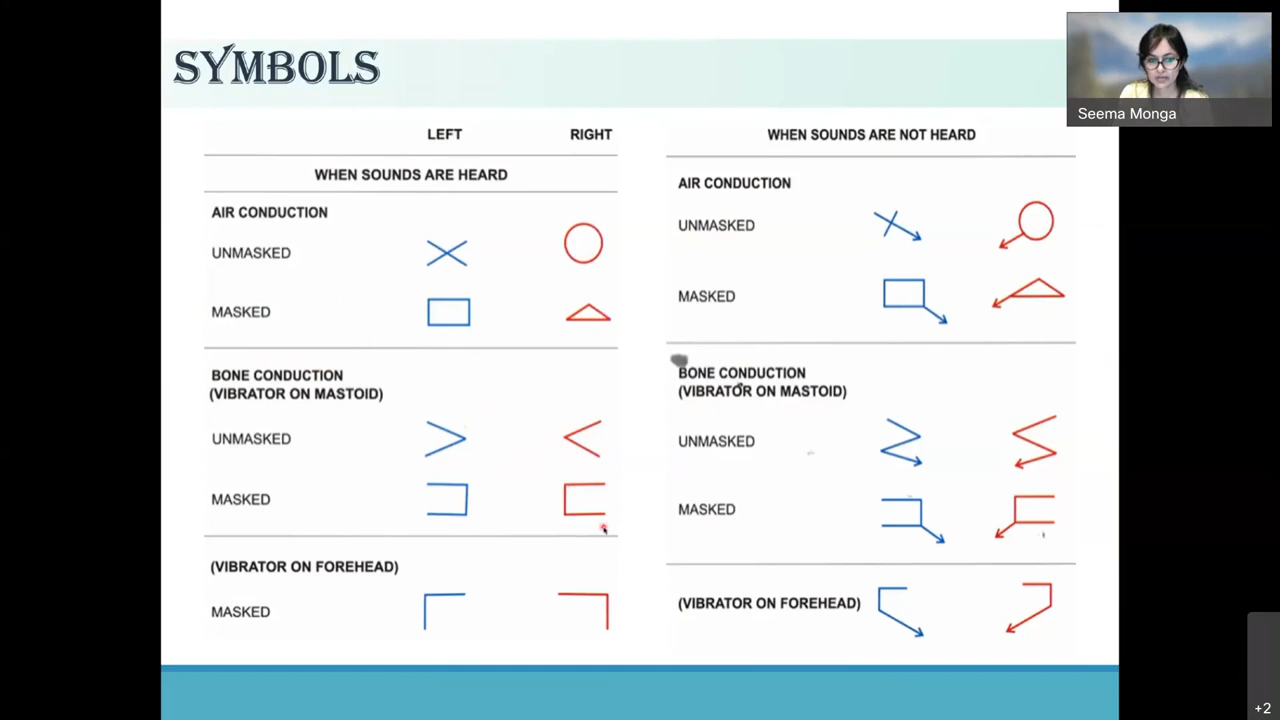 SYMBOLS
Seema Monga
LEFT RIGHT
WHEN SOUNDS ARE HEARD
AIR CONDUCTION
UNMASKED
MASKED
BONE CONDUCTION
(VIBRATOR ON MASTOID)
UNMASKED
MASKED
(VIBRATOR ON FOREHEAD)
MASKED
WHEN SOUNDS ARE NOT HEARD
AIR CONDUCTION
UNMASKED
MASKED
BONE CONDUCTION
(VIBRATOR ON MASTOID)
UNMASKED
MASKED
(VIBRATOR ON FOREHEAD)
+2